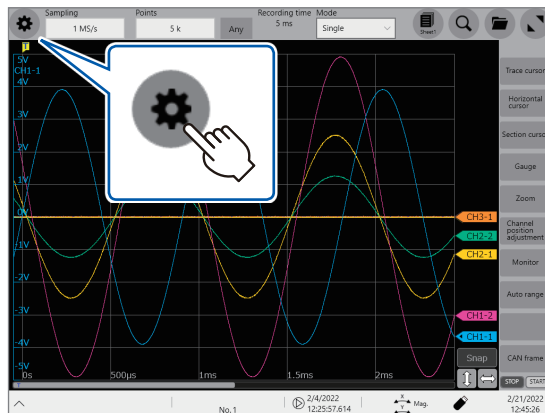 Sampling
1 MS/s
Points
5 k
Any
Recording time
5 ms
Mode
Single
Sheet1
T
5V
CH1-1
4V
3V
2V
1V
0V
-1V
-2V
-3V
-4V
-5V
0s
500µs
1ms
1.5ms
2ms
CH3-1
CH2-2
CH2-1
CH1-2
CH1-1
Snap
Trace cursor
Horizontal
cursor
Section curso
Gauge
Zoom
Channel
position
adjustment
Monitor
Auto range
CAN frame
STOP
START
No. 1
2/4/2022
12:25:57.614
X
Y
Mag.
2/21/2022
12:45:26